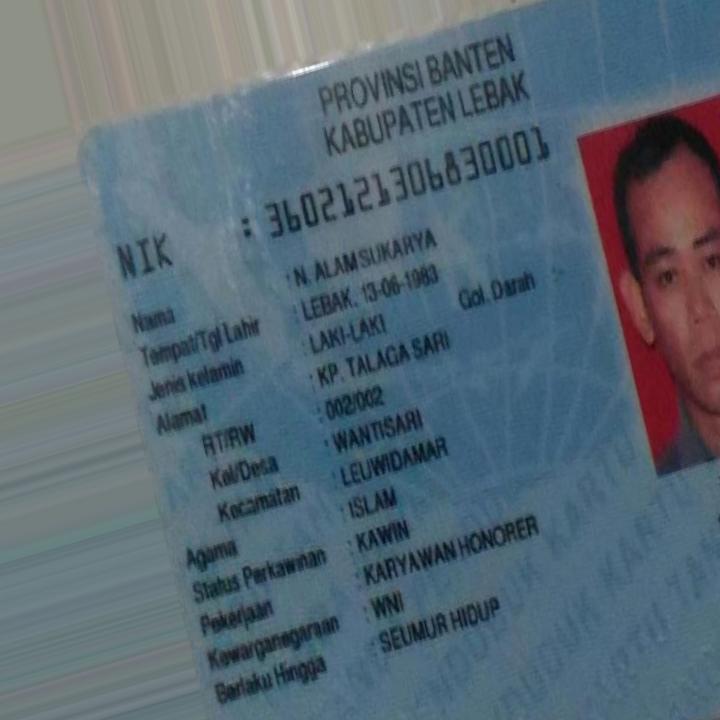 PROVINSI BANTEN
KABUPATEN LEBAK
NIK : 3602121306830001
Nama : N. ALAM SUKARYA
Tempat/Tgl Lahir : LEBAK, 13-06-1983
Jenis kelamin : LAKI-LAKI Gol. Darah
Alamat : KP. TALAGA SARI
RT/RW : 002/002
Kel/Desa : WANTISARI
Kecamatan : LEUWIDAMAR
Agama : ISLAM
Status Perkawinan : KAWIN
Pekerjaan : KARYAWAN HONORER
Kewarganegaraan : WNI
Berlaku Hingga : SEUMUR HIDUP